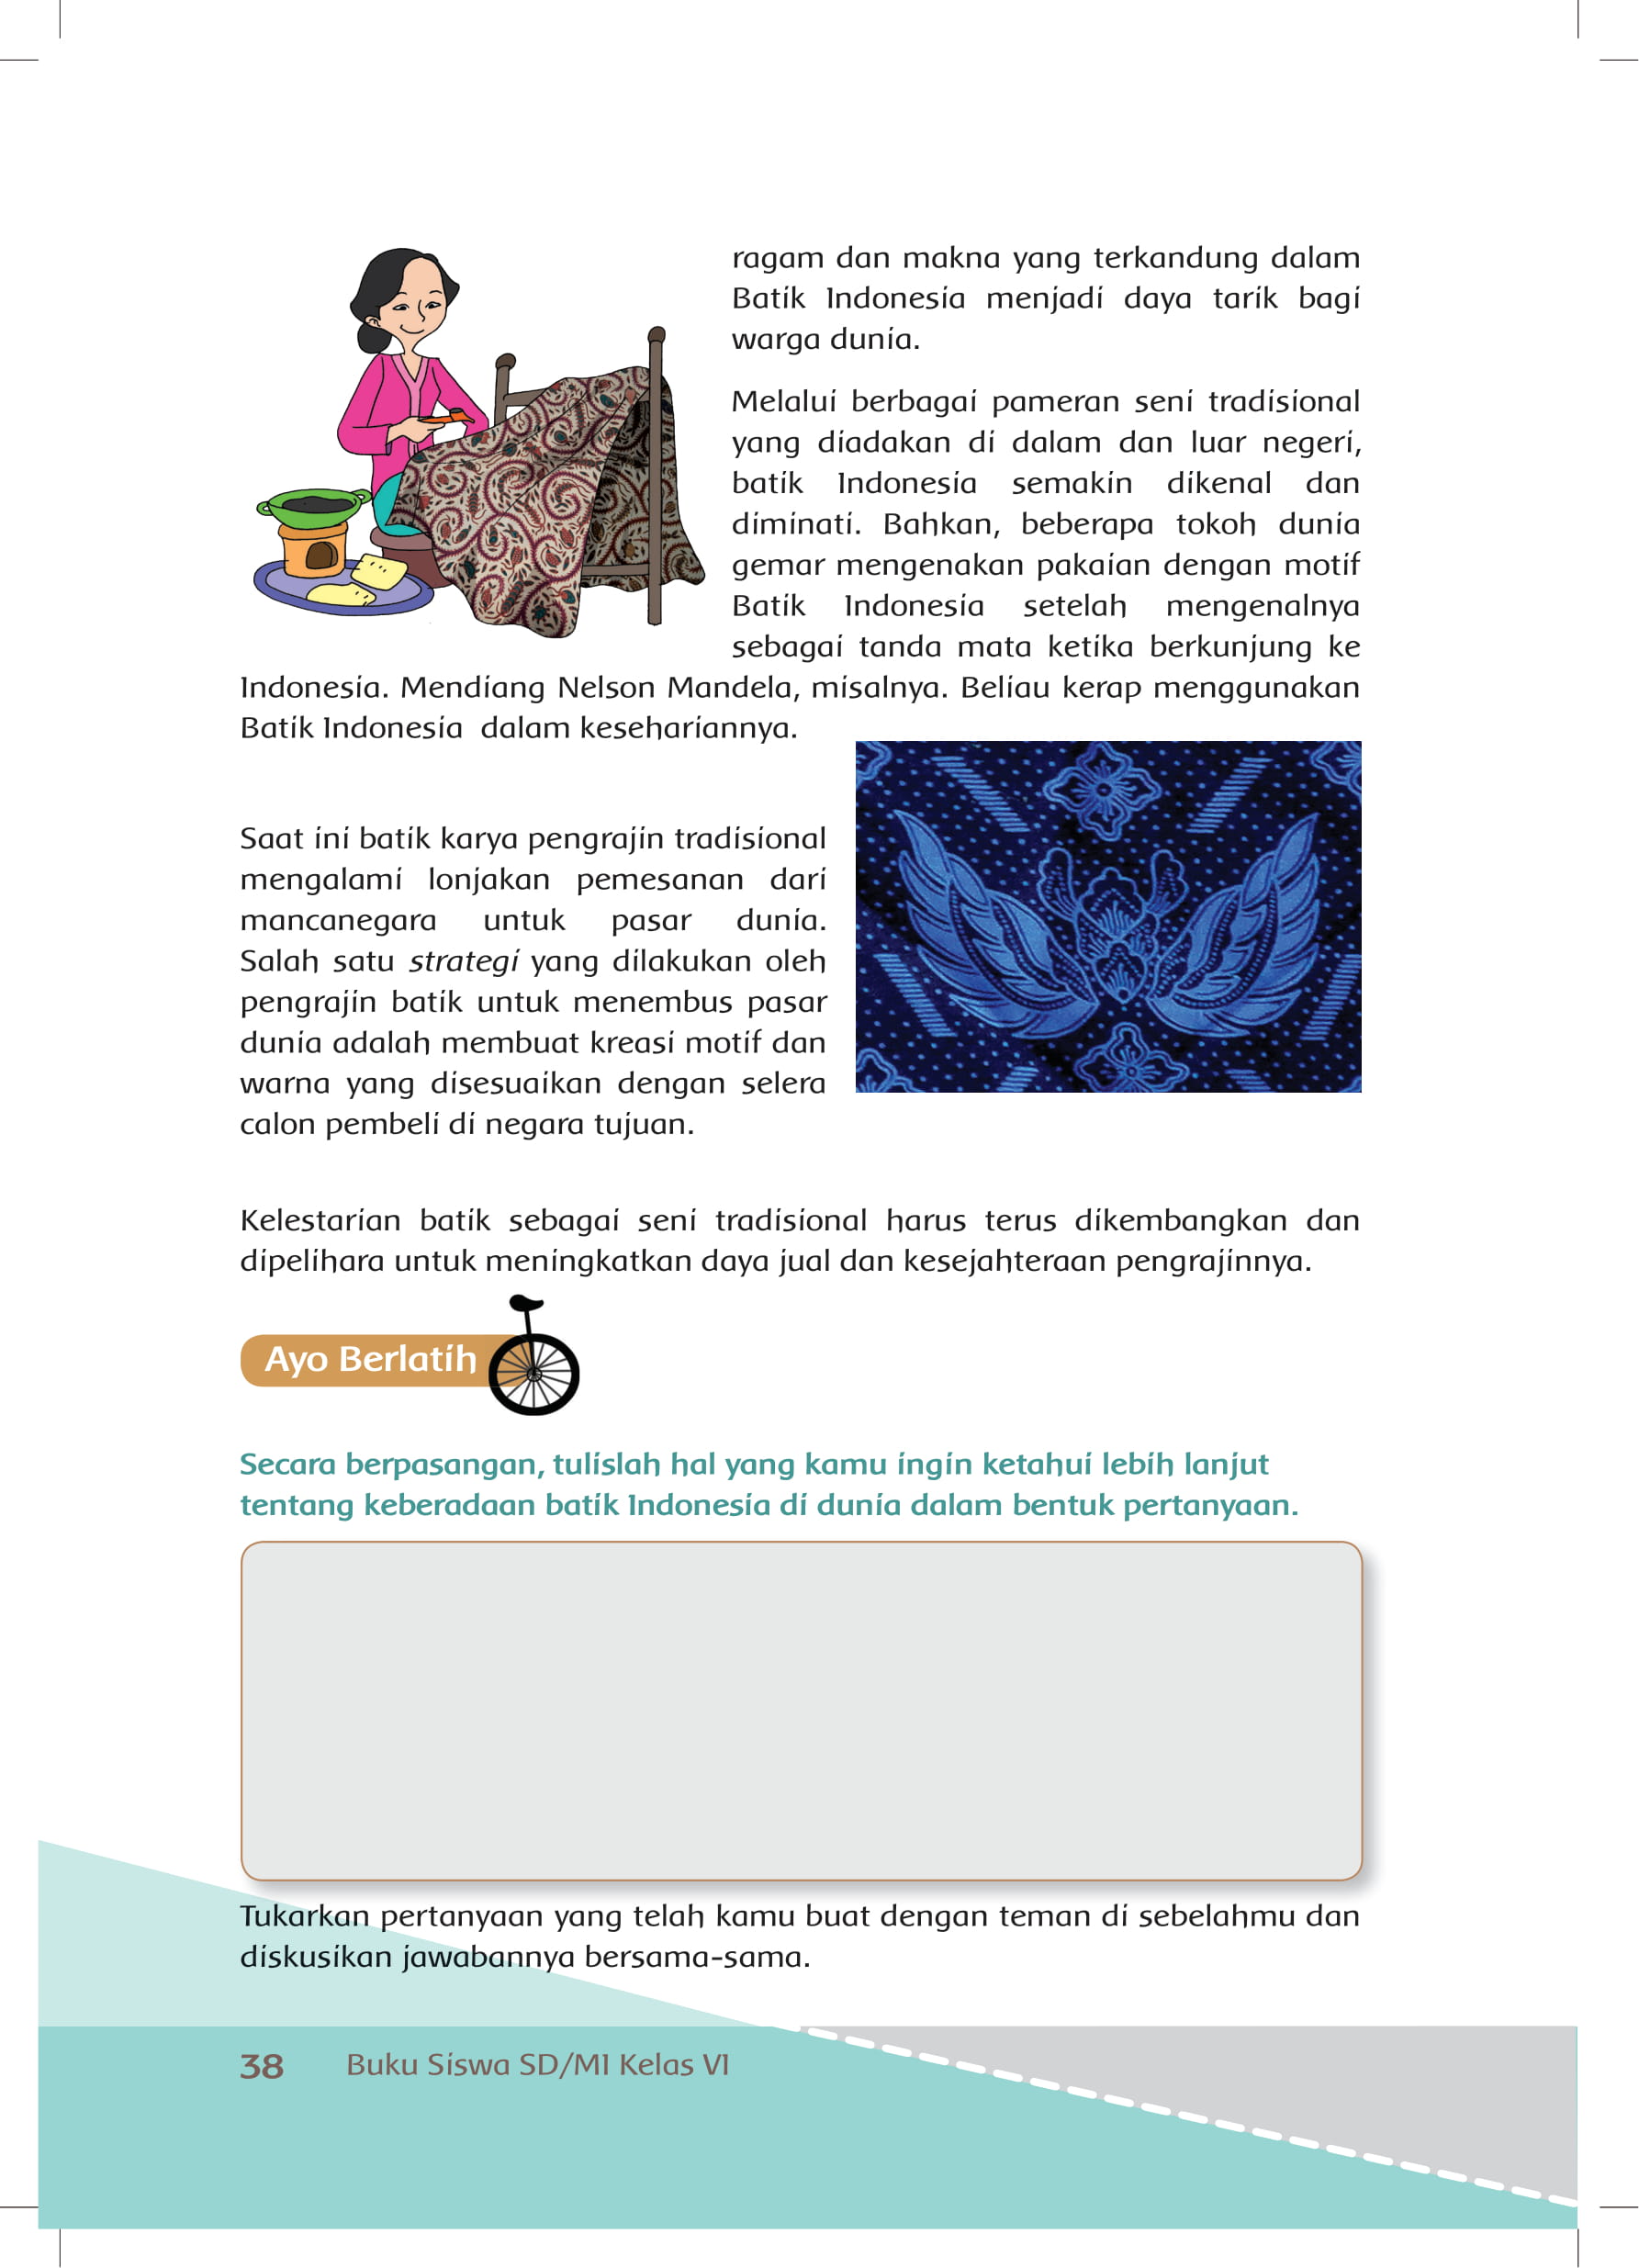 ragam dan makna yang terkandung dalam
Batik Indonesia menjadi daya tarik bagi
warga dunia.
Melalui berbagai pameran seni tradisional
yang diadakan di dalam dan luar negeri,
batik Indonesia semakin dikenal dan
diminati. Bahkan, beberapa tokoh dunia
gemar mengenakan pakaian dengan motif
Batik Indonesia setelah mengenalnya
sebagai tanda mata ketika berkunjung ke
Indonesia. Mendiang Nelson Mandela, misalnya. Beliau kerap menggunakan
Batik Indonesia dalam kesehariannya.
Saat ini batik karya pengrajin tradisional
mengalami lonjakan pemesanan dari
mancanegara untuk pasar dunia.
Salah satu strategi yang dilakukan oleh
pengrajin batik untuk menembus pasar
dunia adalah membuat kreasi motif dan
warna yang disesuaikan dengan selera
calon pembeli di negara tujuan.
Kelestarian batik sebagai seni tradisional harus terus dikembangkan dan
dipelihara untuk meningkatkan daya jual dan kesejahteraan pengrajinnya.
Ayo Berlatih
Secara berpasangan, tulislah hal yang kamu ingin ketahui lebih lanjut
tentang keberadaan batik Indonesia di dunia dalam bentuk pertanyaan.
Tukarkan pertanyaan yang telah kamu buat dengan teman di sebelahmu dan
diskusikan jawabannya bersama-sama.
38 Buku Siswa SD/MI Kelas VI